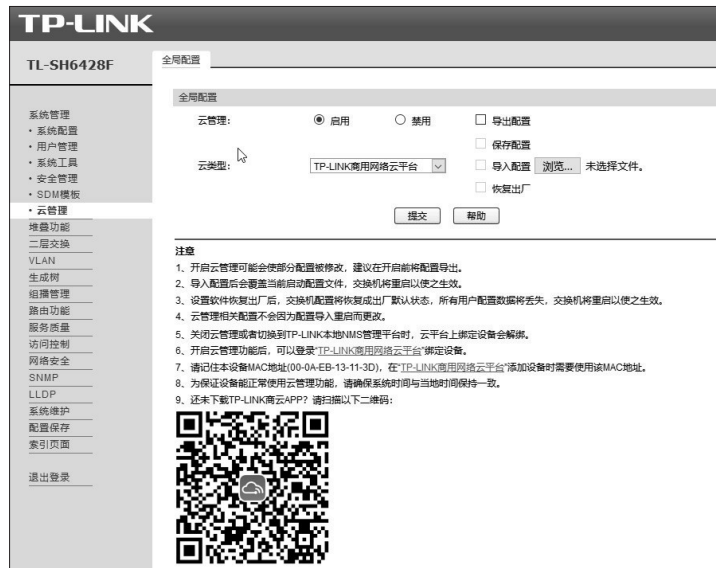 TP-LINK
TL-SH6428F
全局配置
系统管理
• 系统配置
• 用户管理
• 系统工具
• 安全管理
• SDM模板
• 云管理
堆叠功能
二层交换
VLAN
生成树
组播管理
路由功能
服务质量
访问控制
网络安全
SNMP
LLDP
系统维护
配置保存
索引页面
退出登录
全局配置
云管理: 启用 禁用 导出配置
保存配置
云类型: TP-LINK商用网络云平台 导入配置 浏览... 未选择文件。
恢复出厂
提交 帮助
注意
1、开启云管理可能会使部分配置被修改，建议在开启前将配置导出。
2、导入配置后会覆盖当前启动配置文件，交换机将重启以使之生效。
3、设置软件恢复出厂后，交换机配置将恢复成出厂默认状态，所有用户配置数据将丢失，交换机将重启以使之生效。
4、云管理相关配置不会因为配置导入重启而更改。
5、关闭云管理或者切换到TP-LINK本地NMS管理平台时，云平台上绑定设备会解绑。
6、开启云管理功能后，可以登录“TP-LINK商用网络云平台”绑定设备。
7、请记住本设备MAC地址(00-0A-EB-13-11-3D)，在“TP-LINK商用网络云平台”添加设备时需要使用该MAC地址。
8、为保证设备能正常使用云管理功能，请确保系统时间与当地时间保持一致。
9、还未下载TP-LINK商云APP？请扫描以下二维码: